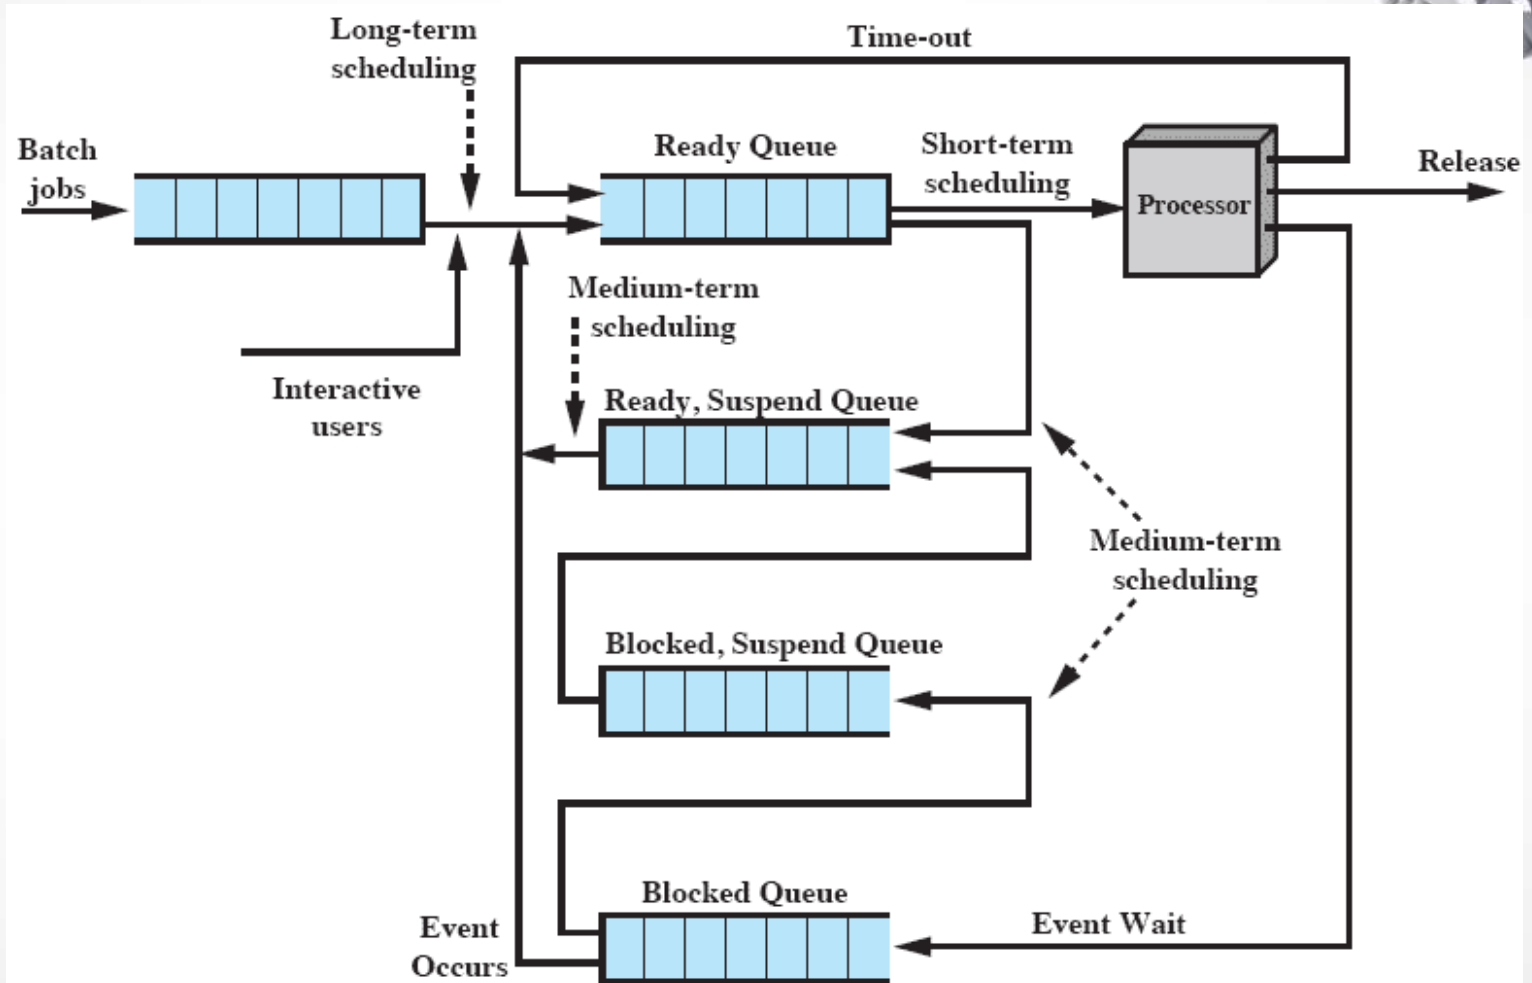 Long-term
scheduling
Time-out
Batch
jobs
Ready Queue
Short-term
scheduling
Processor
Release
Medium-term
scheduling
Interactive
users
Ready, Suspend Queue
Medium-term
scheduling
Blocked, Suspend Queue
Blocked Queue
Event
Occurs
Event Wait